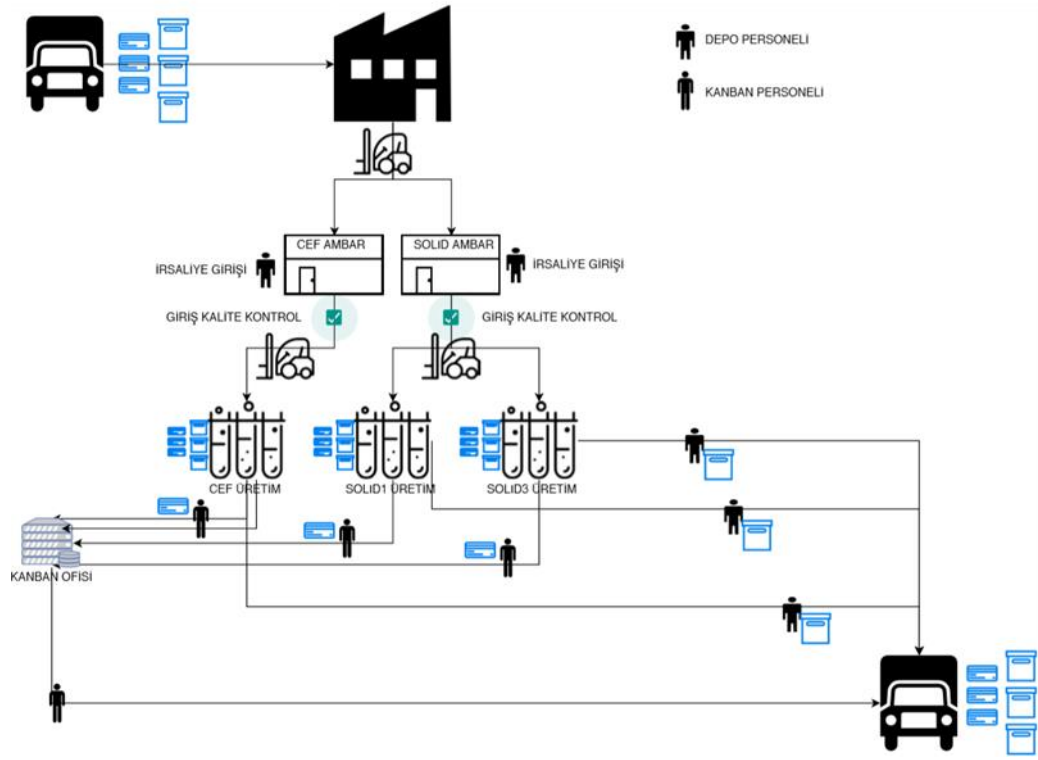 DEPO PERSONELİ
KANBAN PERSONELİ
CEF AMBAR
SOLID AMBAR
İRSALİYE GİRİŞİ
İRSALİYE GİRİŞİ
GİRİŞ KALİTE KONTROL
GİRİŞ KALİTE KONTROL
CEF ÜRETİM
SOLID1 ÜRETİM
SOLID3 ÜRETİM
KANBAN OFİSİ